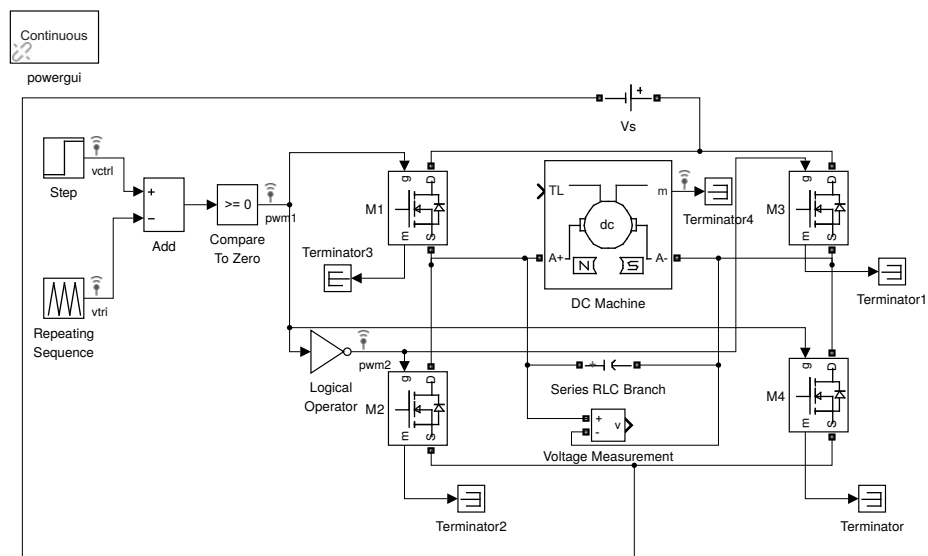 Continuous
powergui
+
Vs
Step
vctrl
+
−
Add
>= 0
Compare
To Zero
pwm1
Repeating
Sequence
vtri
g
D
m
S
M1
Terminator3
TL
m
dc
A+
N
S
A-
DC Machine
Terminator4
g
D
m
S
M3
Terminator1
Logical
Operator
pwm2
g
D
m
S
M2
Terminator2
+
Series RLC Branch
+
-
v
Voltage Measurement
g
D
m
S
M4
Terminator